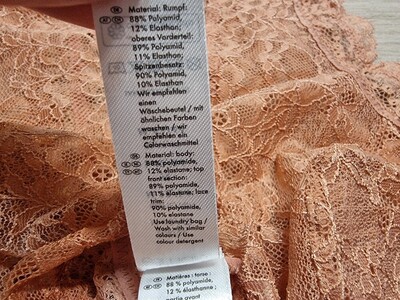 Material: Rumpf:
88% Polyamid,
12% Elasthan;
oberes Vorderteil:
89% Polyamid,
11% Elasthan;
Spitzenbesatz:
90% Polyamid,
10% Elasthan
Wir empfehlen
einen
Wäschebeutel / mit
ähnlichen Farben
waschen / wir
empfehlen ein
Colorwaschmittel
Material: body:
88% polyamide,
12% elastane; top
front section:
89% polyamide,
11% elastane; lace
trim:
90% polyamide,
10% elastane
Use laundry bag /
Wash with similar
colours / Use
colour detergent
Matières : torse :
88 % polyamide,
12 % élasthanne ;
partie avant